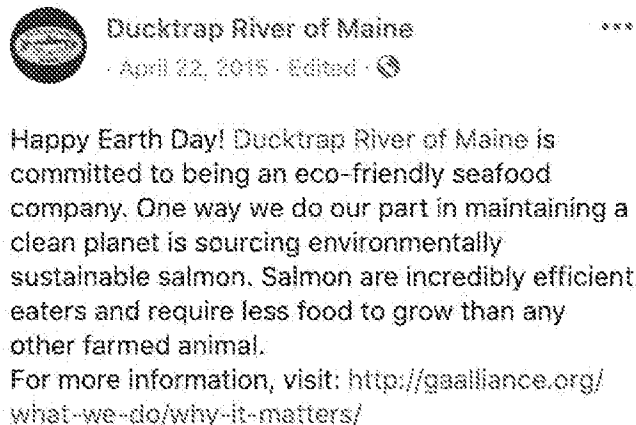 Ducktrap River of Maine
· April 22, 2015 · Edited ·
Happy Earth Day! Ducktrap River of Maine is
committed to being an eco-friendly seafood
company. One way we do our part in maintaining a
clean planet is sourcing environmentally
sustainable salmon. Salmon are incredibly efficient
eaters and require less food to grow than any
other farmed animal.
For more information, visit: http://gaalliance.org/
what-we-do/why-it-matters/